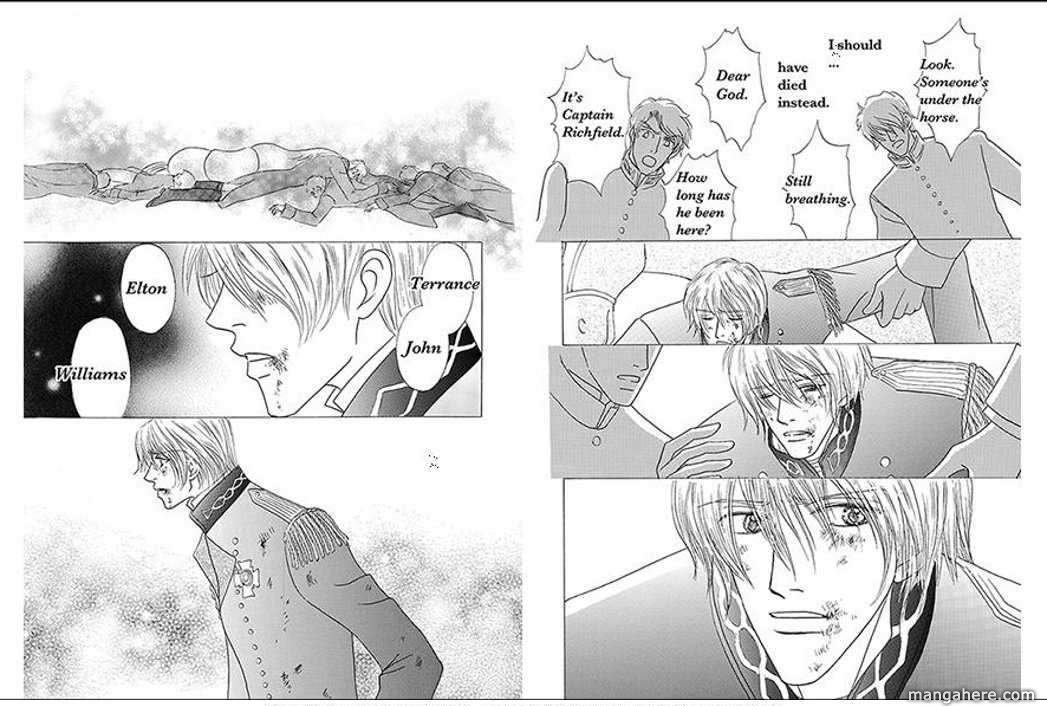 Look.
Someone's
under the
horse.
I should
...
have
died
instead.
Still
breathing.
Dear
God.
It's
Captain
Richfield.
How
long has
he been
here?
Terrance
John
Elton
Williams
mangahere.com